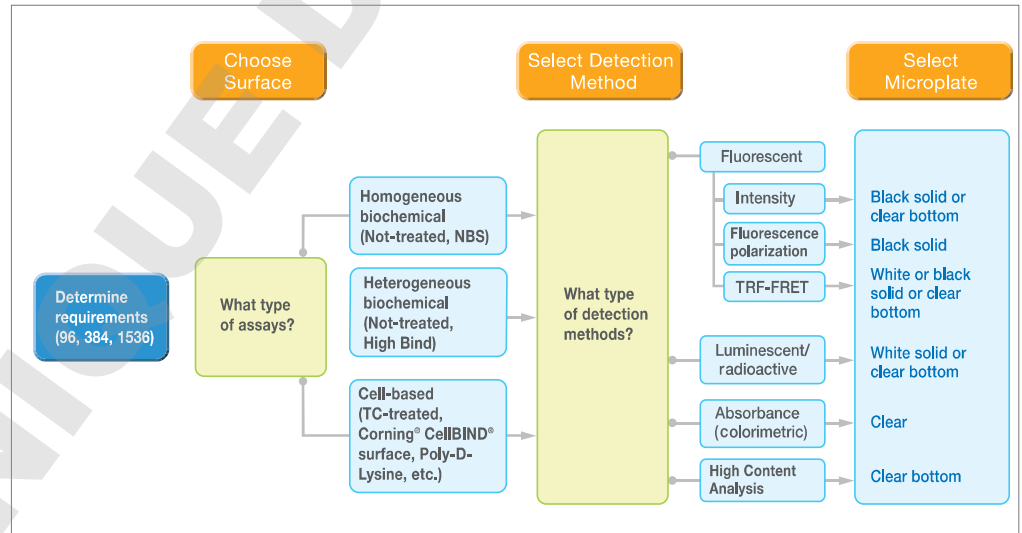 Choose
Surface
Select Detection
Method
Select
Microplate
Determine
requirements
(96, 384, 1536)
What type
of assays?
Homogeneous
biochemical
(Not-treated, NBS)
Heterogeneous
biochemical
(Not-treated,
High Bind)
Cell-based
(TC-treated,
Corning® CellBIND®
surface, Poly-D-
Lysine, etc.)
What type
of detection
methods?
Fluorescent
Intensity
Black solid or
clear bottom
Fluorescence
polarization
Black solid
TRF-FRET
White or black
solid or clear
bottom
Luminescent/
radioactive
White solid or
clear bottom
Absorbance
(colorimetric)
Clear
High Content
Analysis
Clear bottom